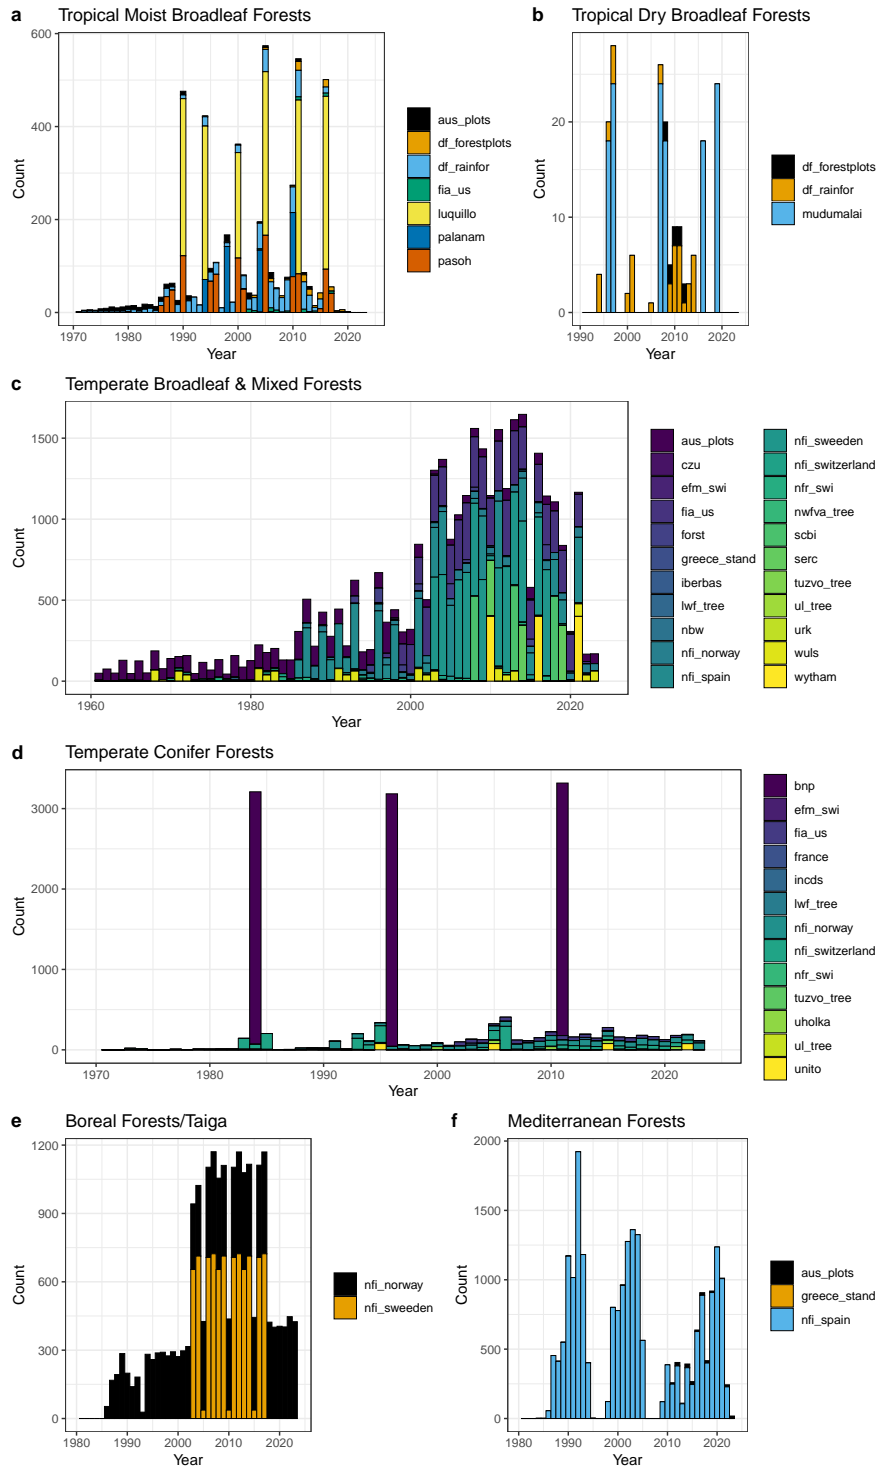 a Tropical Moist Broadleaf Forests
600
400
200
0
Count
1970 1980 1990 2000 2010 2020
Year
aus_plots
df_forestplots
df_rainfor
fia_us
luquillo
palanam
pasoh
b Tropical Dry Broadleaf Forests
20
10
0
Count
1990 2000 2010 2020
Year
df_forestplots
df_rainfor
mudumalai
c Temperate Broadleaf & Mixed Forests
1500
1000
500
0
Count
1960 1980 2000 2020
Year
aus_plots
czu
efm_swi
fia_us
forst
greece_stand
iberbas
lwf_tree
nbw
nfi_norway
nfi_spain
nfi_sweden
nfi_switzerland
nfr_swi
nwfva_tree
scbi
serc
tuzvo_tree
ul_tree
urk
wuls
wytham
d Temperate Conifer Forests
3000
2000
1000
0
Count
1970 1980 1990 2000 2010 2020
Year
bnp
efm_swi
fia_us
france
incds
lwf_tree
nfi_norway
nfi_switzerland
nfr_swi
tuzvo_tree
uholka
ul_tree
unito
e Boreal Forests/Taiga
1200
900
600
300
0
Count
1980 1990 2000 2010 2020
Year
nfi_norway
nfi_sweeden
f Mediterranean Forests
2000
1500
1000
500
0
Count
1980 1990 2000 2010 2020
Year
aus_plots
greece_stand
nfi_spain